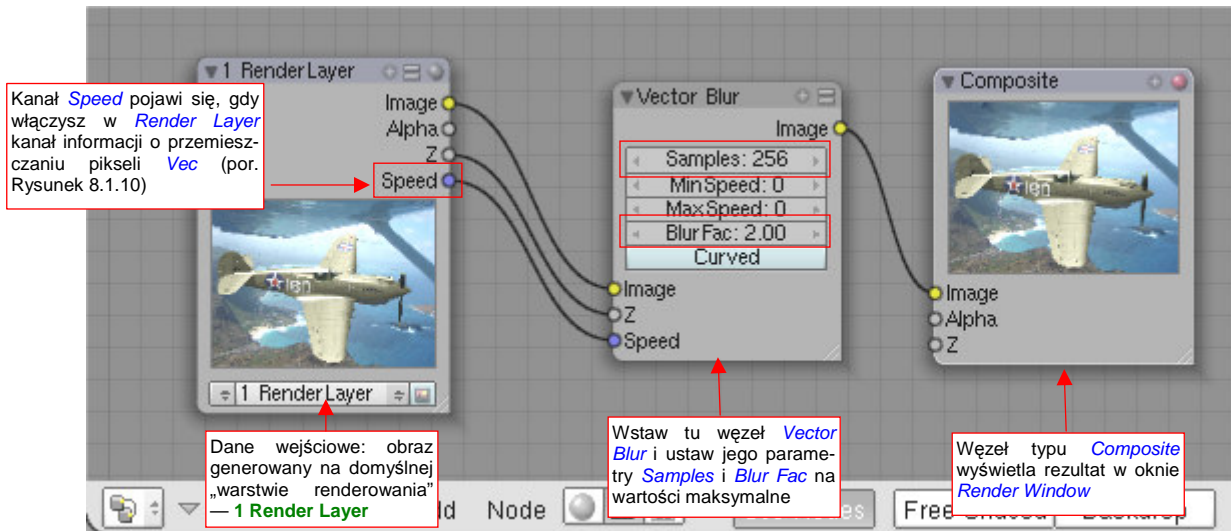 1 RenderLayer
Image
Alpha
Z
Speed
1 RenderLayer
Kanał Speed pojawi się, gdy
włączysz w Render Layer
kanał informacji o przemiesz-
czaniu pikseli Vec (por.
Rysunek 8.1.10)
Vector Blur
Image
Samples: 256
MinSpeed: 0
MaxSpeed: 0
BlurFac: 2.00
Curved
Image
Z
Speed
Composite
Image
Alpha
Z
Dane wejściowe: obraz
generowany na domyślnej
„warstwie renderowania”
— 1 Render Layer
Wstaw tu węzeł Vector
Blur i ustaw jego parame-
try Samples i Blur Fac na
wartości maksymalne
Węzeł typu Composite
wyświetla rezultat w oknie
Render Window
Node
Free